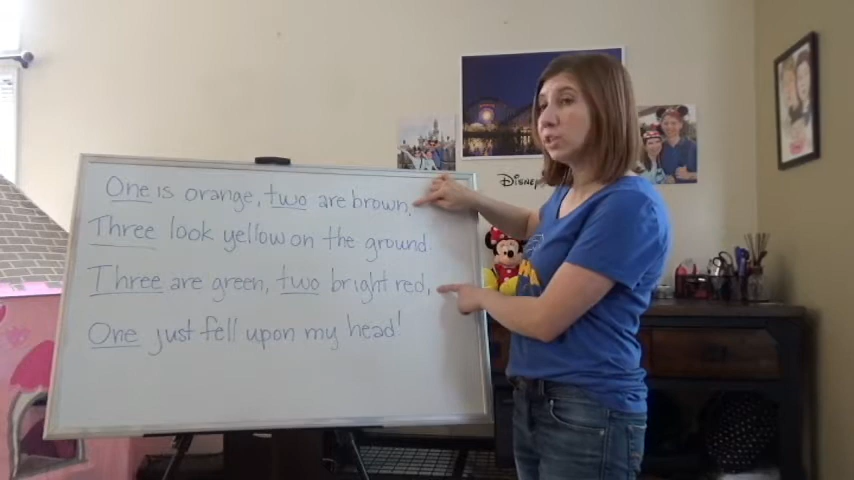 One is orange, two are brown,
Three look yellow on the ground
Three are green, two bright red,
One just fell upon my head!
Disney